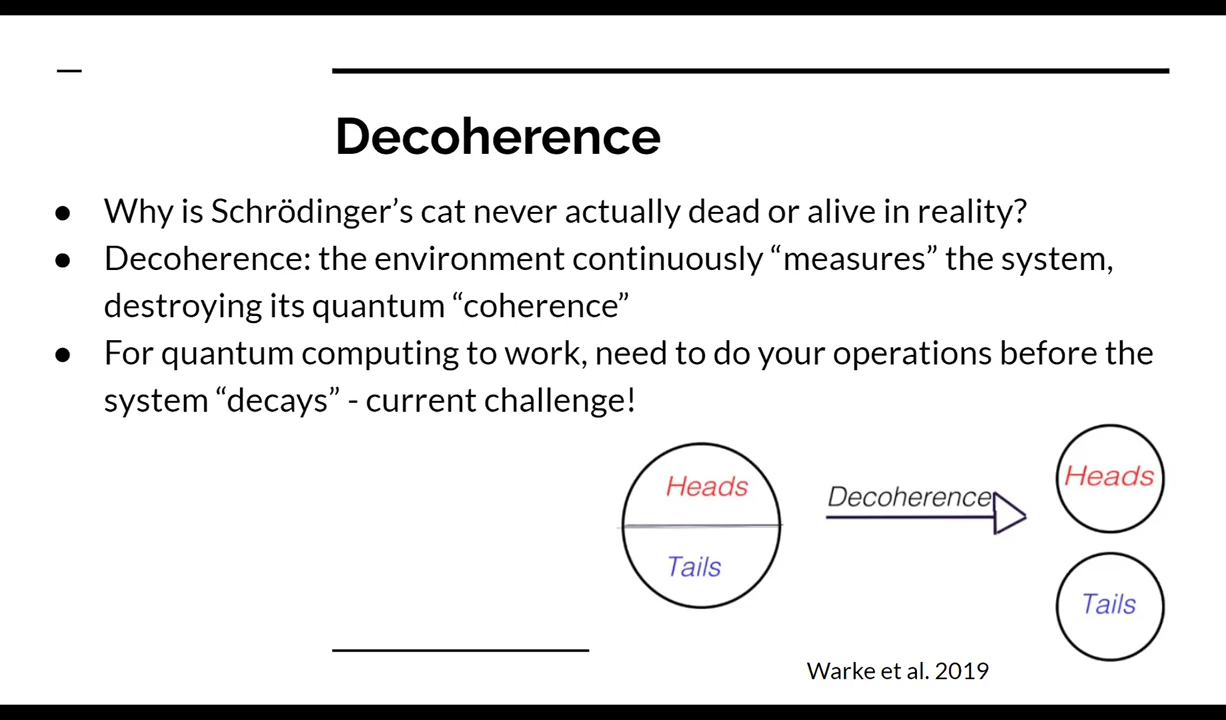 Decoherence
● Why is Schrödinger’s cat never actually dead or alive in reality?
● Decoherence: the environment continuously “measures” the system,
destroying its quantum “coherence”
● For quantum computing to work, need to do your operations before the
system “decays” - current challenge!
Heads
Tails
Decoherence
Heads
Tails
Warke et al. 2019